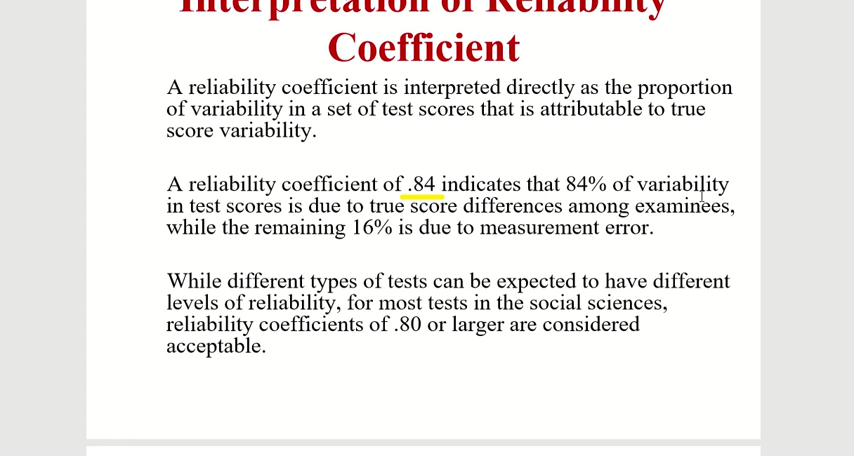 Interpretation of Reliability
Coefficient
A reliability coefficient is interpreted directly as the proportion
of variability in a set of test scores that is attributable to true
score variability.
A reliability coefficient of .84 indicates that 84% of variability
in test scores is due to true score differences among examinees,
while the remaining 16% is due to measurement error.
While different types of tests can be expected to have different
levels of reliability, for most tests in the social sciences,
reliability coefficients of .80 or larger are considered
acceptable.